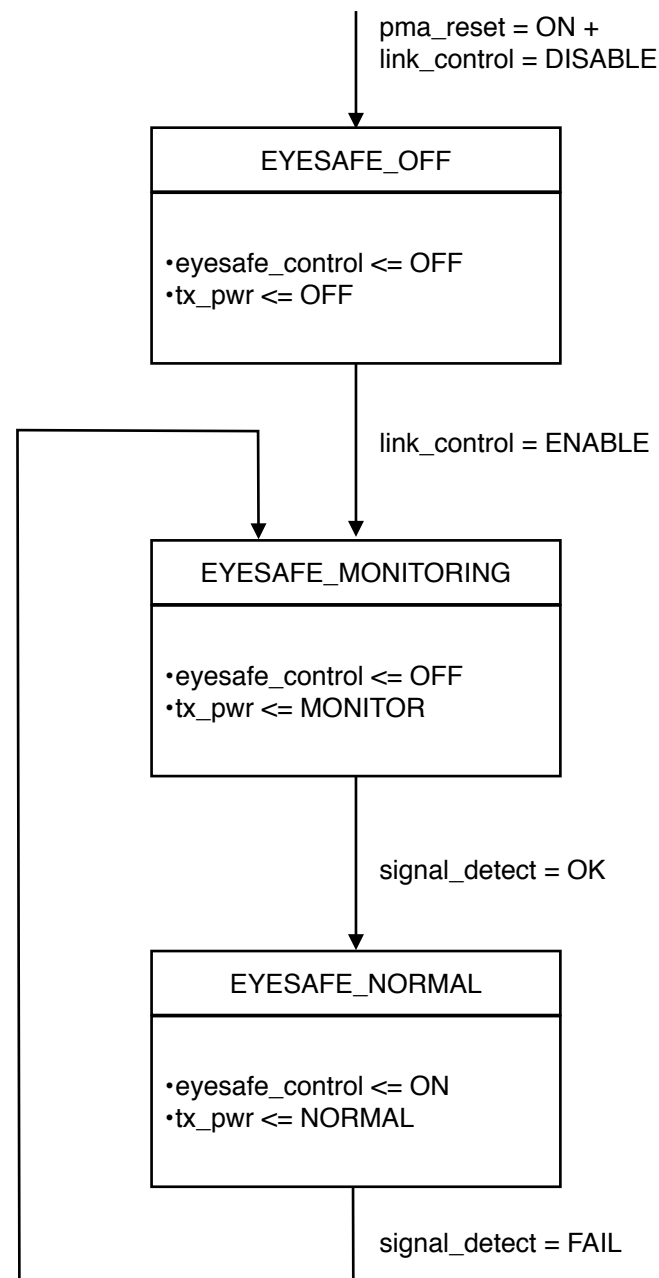 pma_reset = ON +
link_control = DISABLE
EYESAFE_OFF
•eyesafe_control <= OFF
•tx_pwr <= OFF
link_control = ENABLE
EYESAFE_MONITORING
•eyesafe_control <= OFF
•tx_pwr <= MONITOR
signal_detect = OK
EYESAFE_NORMAL
•eyesafe_control <= ON
•tx_pwr <= NORMAL
signal_detect = FAIL